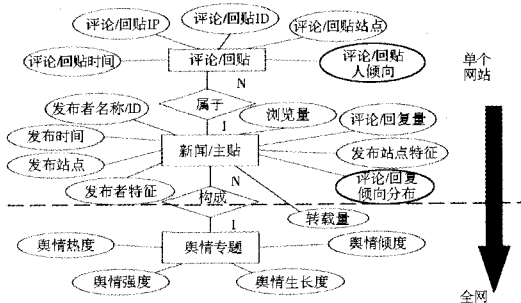 评论/回贴IP
评论/回贴ID
评论/回贴站点
评论/回贴时间
评论/回贴
评论/回贴
人倾向
单个
网站
N
属于
1
发布者名称/ID
浏览量
评论/回复量
发布时间
新闻/主贴
发布站点特征
发布站点
发布者特征
N
评论/回复
倾向分布
构成
转载量
1
舆情热度
舆情专题
舆情倾度
舆情强度
舆情生长度
全网